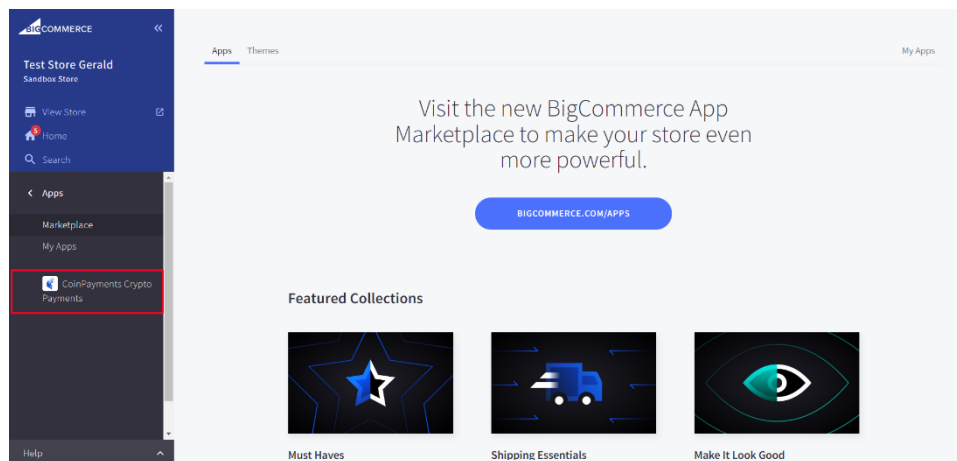 BIGCOMMERCE
Test Store Gerald
Sandbox Store
View Store
5
Home
Search
Apps
Marketplace
My Apps
CoinPayments Crypto
Payments
Help
Apps Themes My Apps
Visit the new BigCommerce App
Marketplace to make your store even
more powerful.
BIGCOMMERCE.COM/APPS
Featured Collections
Must Haves
Shipping Essentials
Make It Look Good